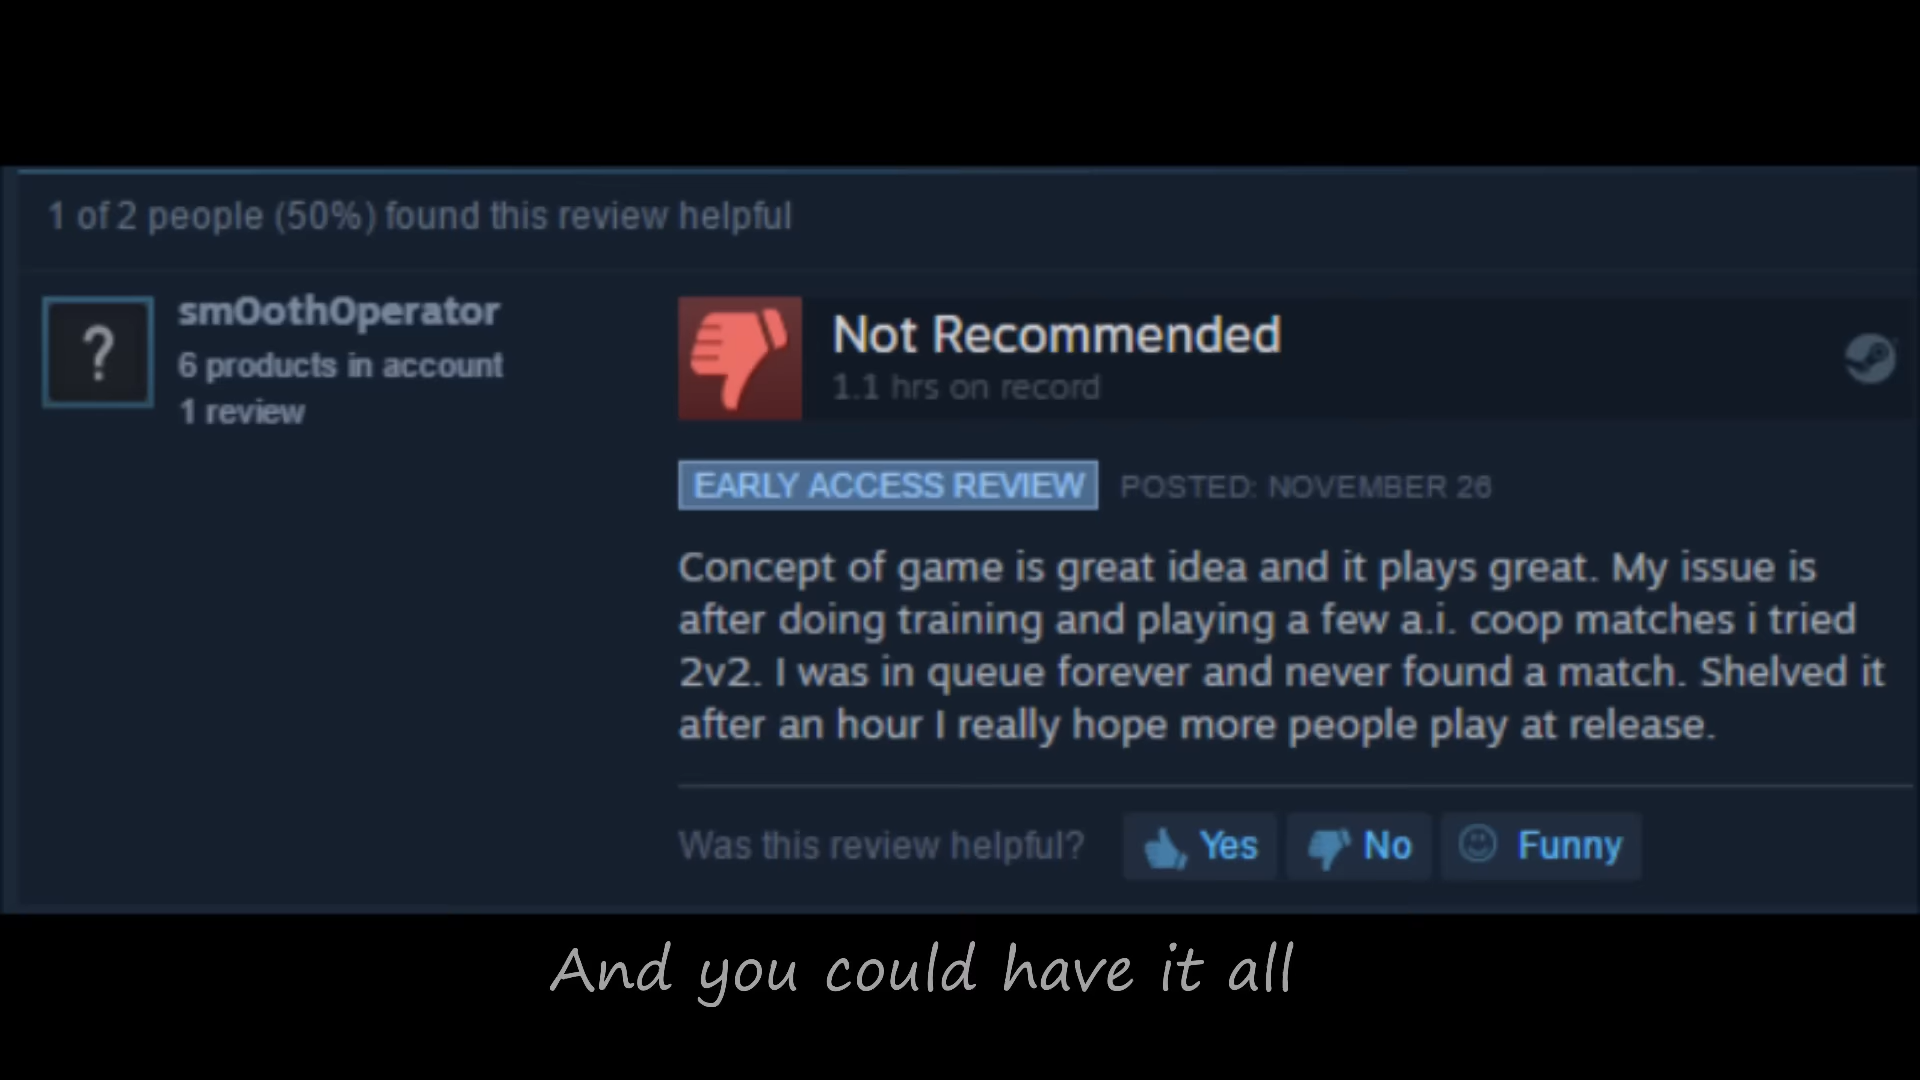 1 of 2 people (50%) found this review helpful
?
smOothOperator
6 products in account
1 review
Not Recommended
1.1 hrs on record
EARLY ACCESS REVIEW POSTED: NOVEMBER 26
Concept of game is great idea and it plays great. My issue is
after doing training and playing a few a.i. coop matches i tried
2v2. I was in queue forever and never found a match. Shelved it
after an hour I really hope more people play at release.
Was this review helpful? Yes No Funny
And you could have it all